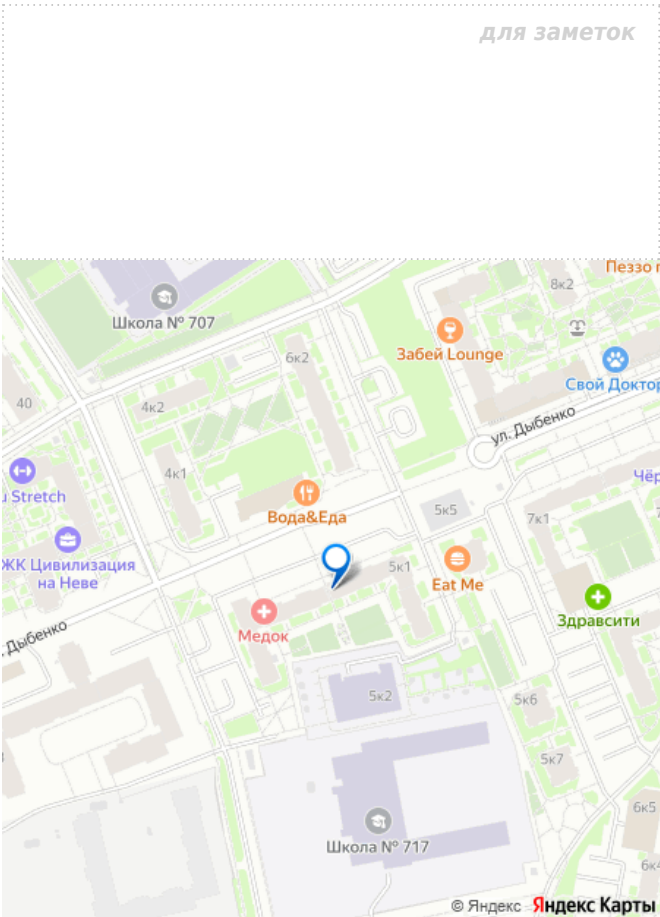 для заметок
Пеззо
8к2
Школа № 707
Забей Lounge
6к2
Свой Доктор
40
4к2
ул. Дыбенко
4к1
Stretch
Вода&Еда
5к5
7к1
ЖК Цивилизация
на Неве
5к1
Eat Me
Здравсити
Медок
Дыбенко
5к2
5к6
5к7
6к5
Школа № 717
© Яндекс Яндекс Карты